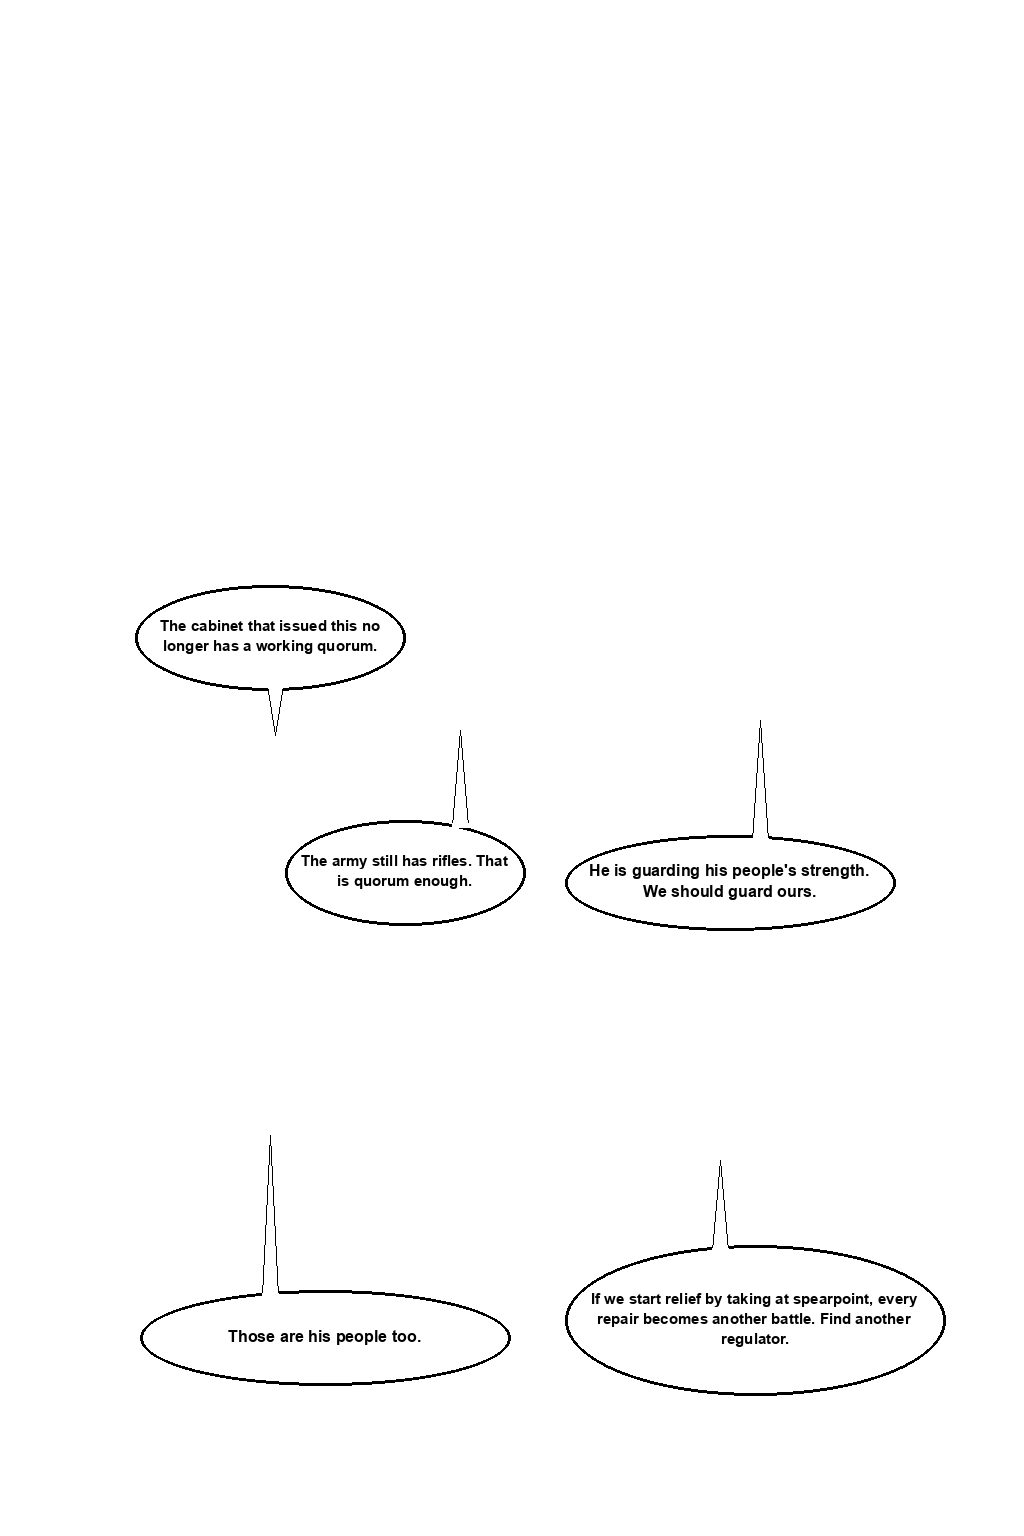 The cabinet that issued this no
longer has a working quorum.
The army still has rifles. That
is quorum enough.
He is guarding his people's strength.
We should guard ours.
Those are his people too.
If we start relief by taking at spearpoint, every
repair becomes another battle. Find another
regulator.